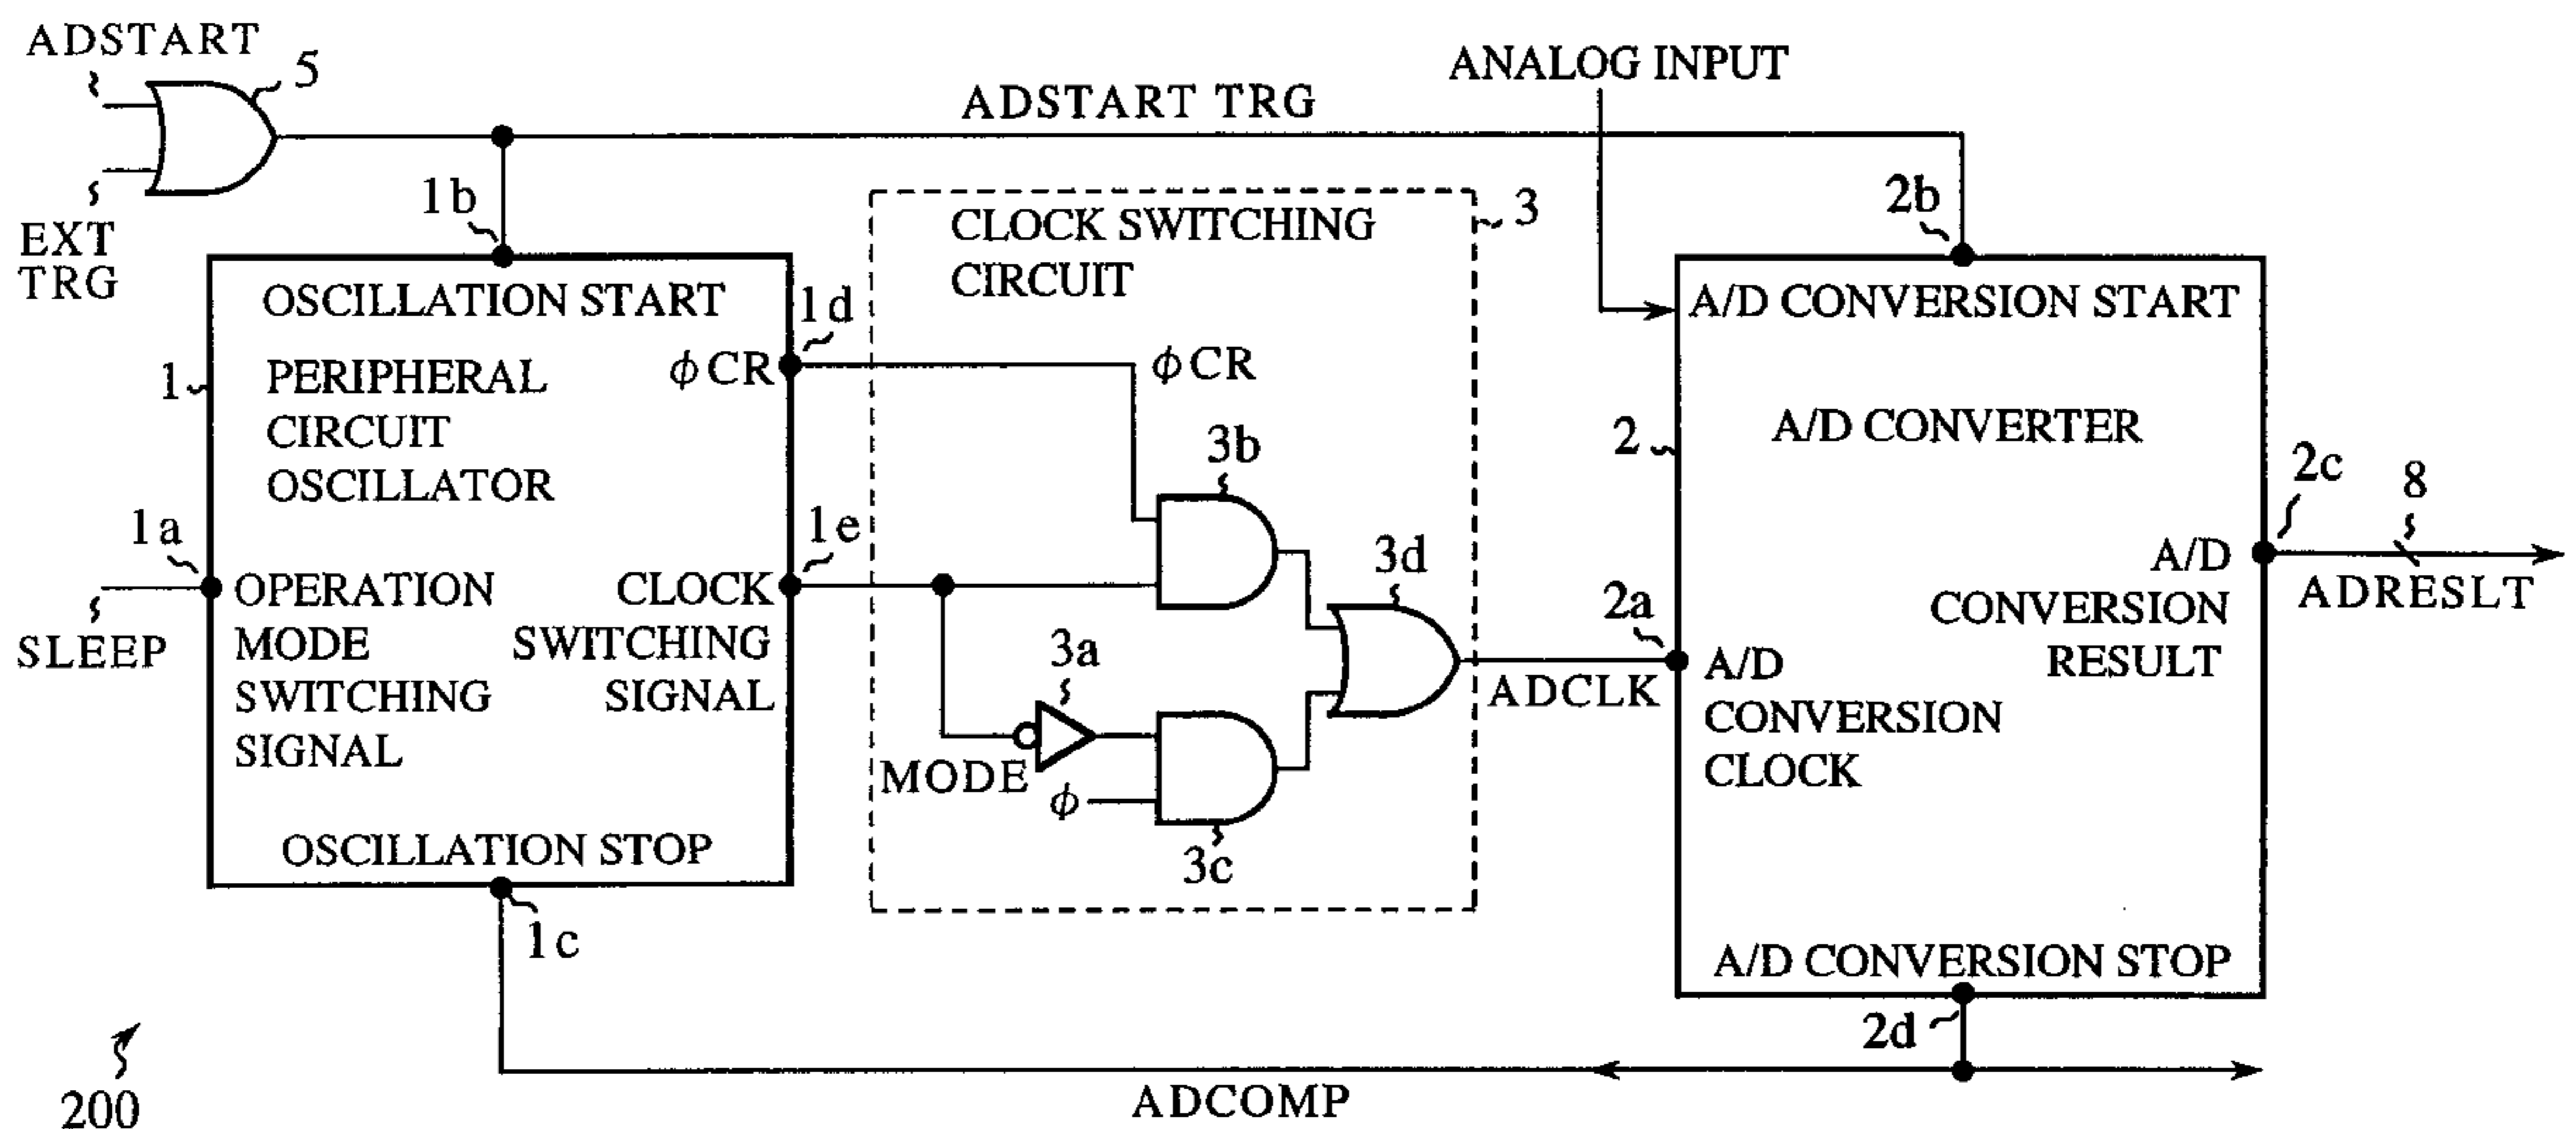 ADSTART
5
EXT
TRG
ADSTART TRG
ANALOG INPUT
1b
2b
CLOCK SWITCHING
CIRCUIT
3
OSCILLATION START
1d
A/D CONVERSION START
1
PERIPHERAL
CIRCUIT
OSCILLATOR
φCR
φCR
2
A/D CONVERTER
3b
2c
8
1a
1e
3d
A/D
CONVERSION
RESULT
ADRESLT
SLEEP
OPERATION
MODE
SWITCHING
SIGNAL
CLOCK
SWITCHING
SIGNAL
3a
2a
ADCLK
A/D
CONVERSION
CLOCK
MODE
φ
3c
OSCILLATION STOP
1c
A/D CONVERSION STOP
2d
200
ADCOMP